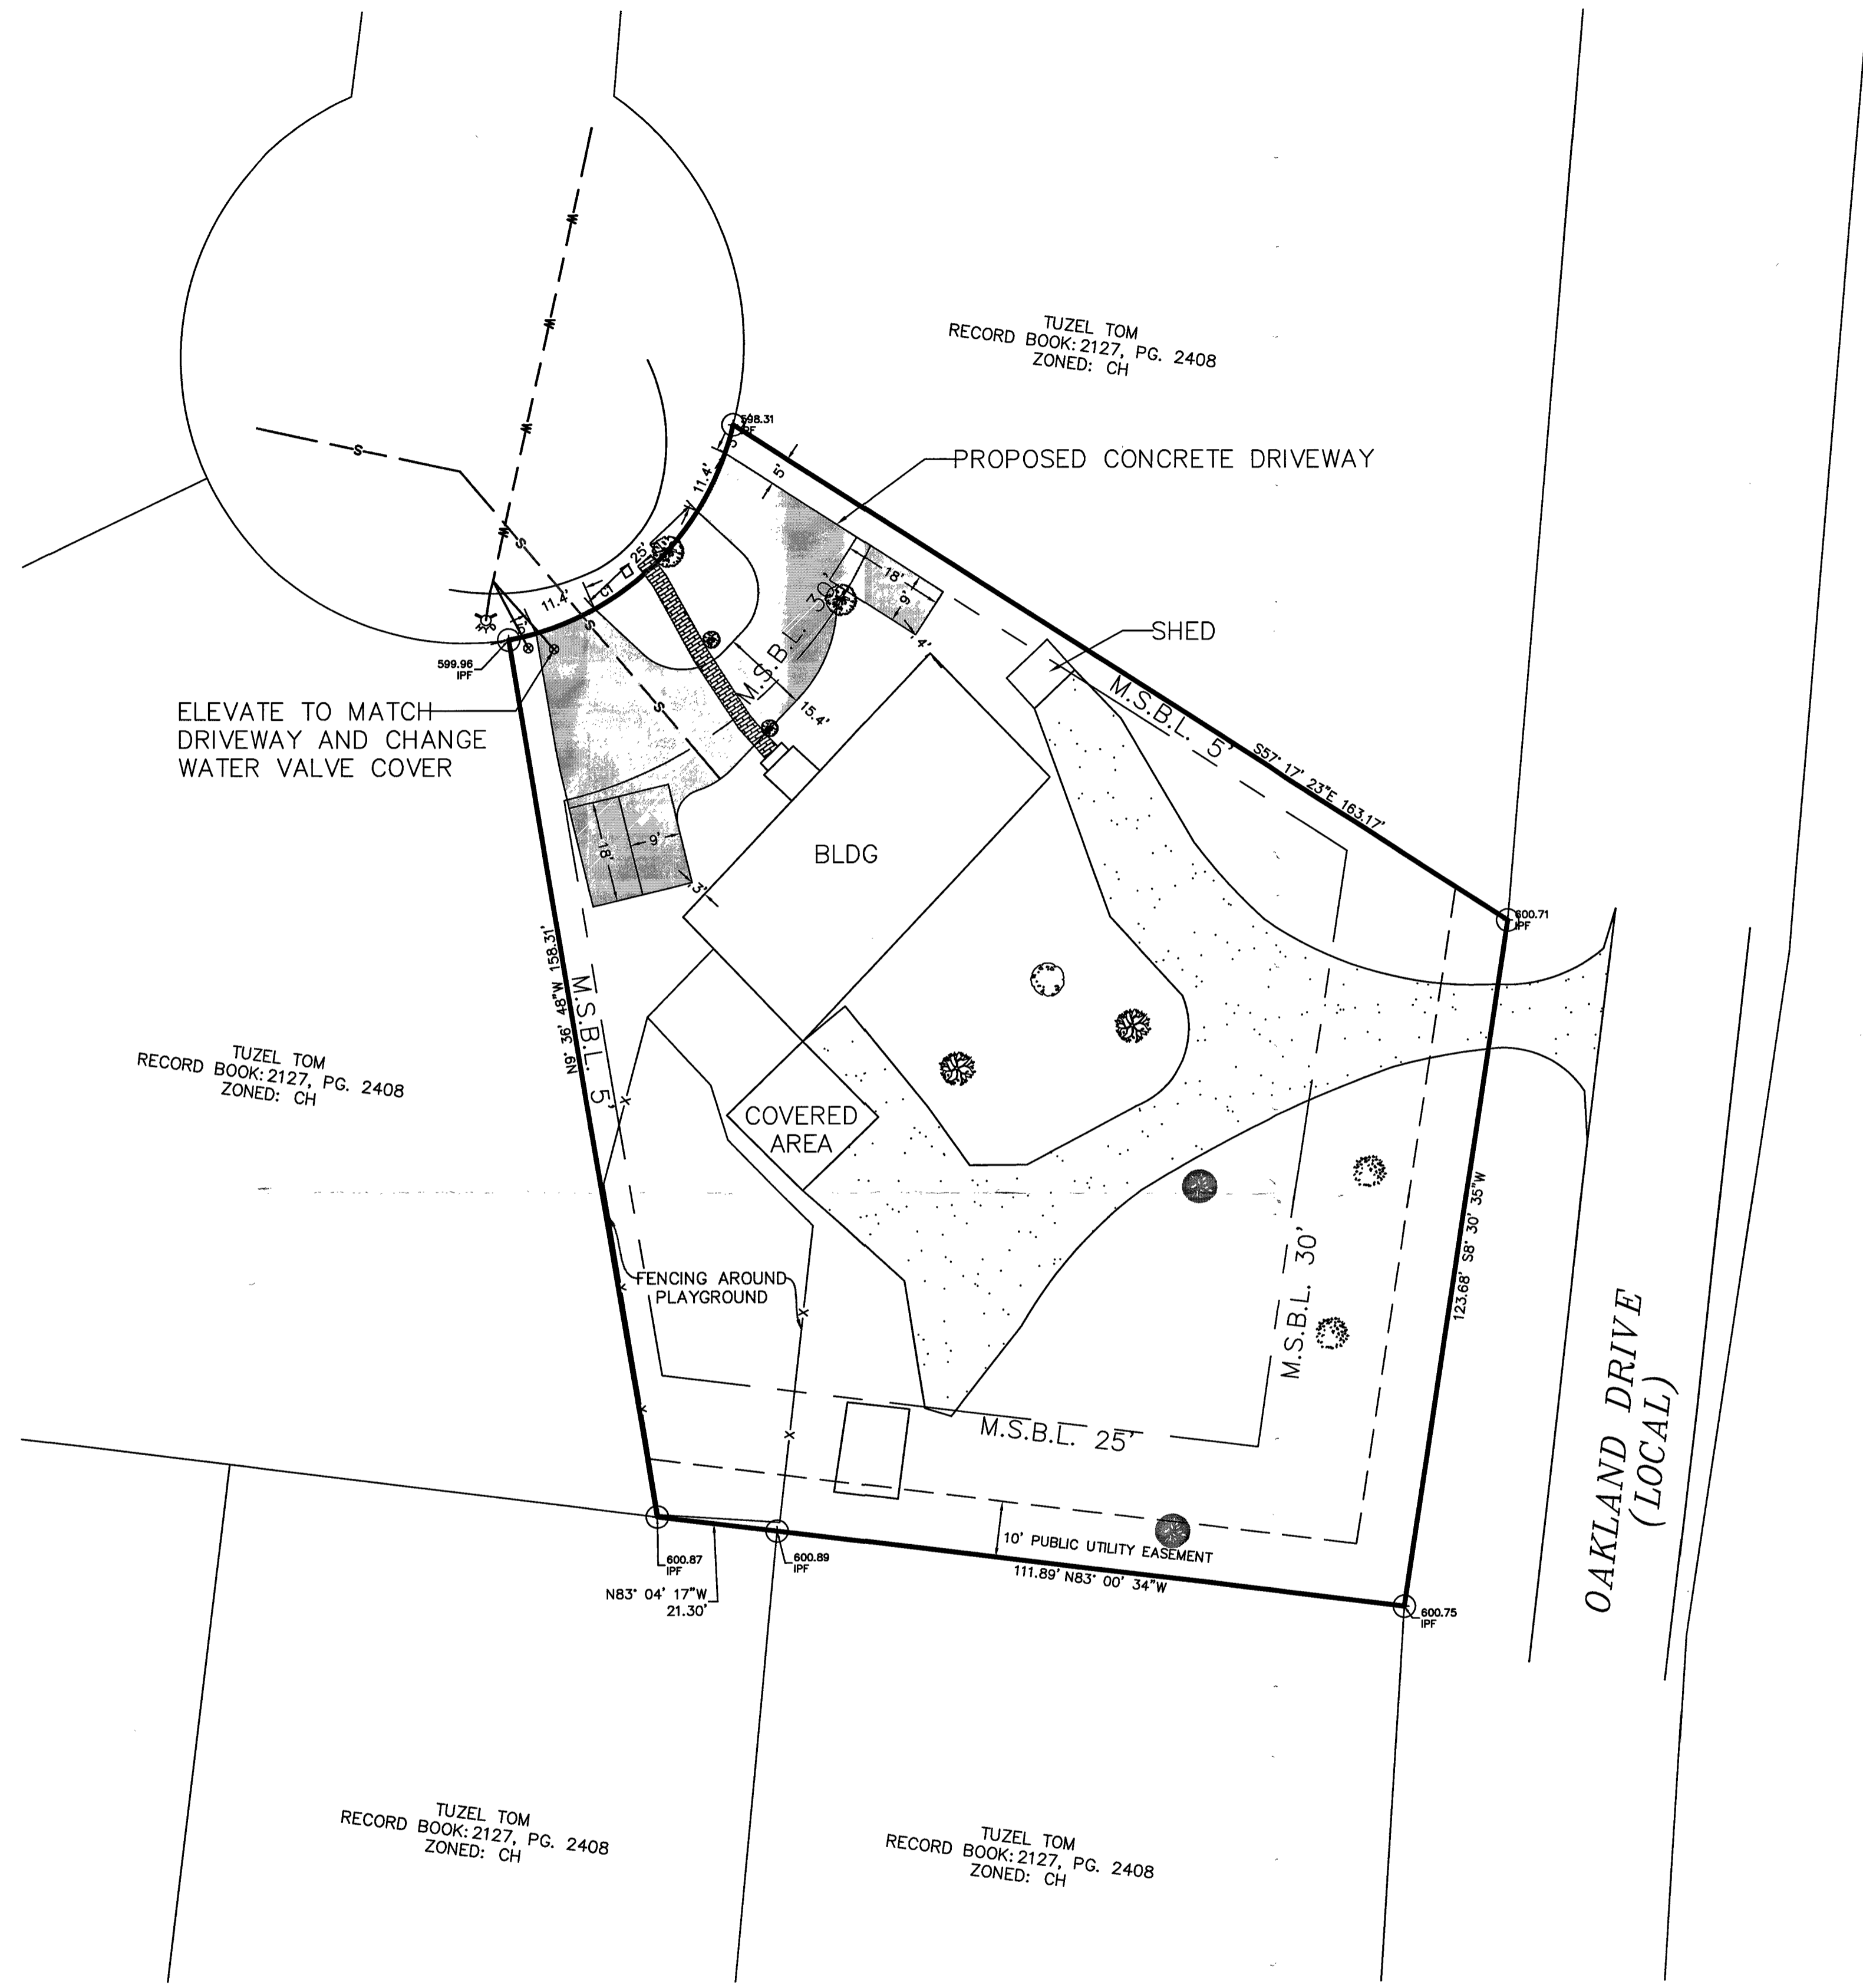 TUZEL TOM
RECORD BOOK: 2127, PG. 2408
ZONED: CH
598.31
IPF
PROPOSED CONCRETE DRIVEWAY
5'
11.4'
25'
11.4'
18'
9'
4'
M.S.B.L. 30'
15.4'
SHED
M.S.B.L. 5'
S57° 17' 23"E 163.17'
599.96
IPF
ELEVATE TO MATCH
DRIVEWAY AND CHANGE
WATER VALVE COVER
W
W
W
W
S
S
S
S
18'
9'
3'
BLDG
600.71
IPF
N9° 36' 48"W 158.31'
M.S.B.L. 5'
TUZEL TOM
RECORD BOOK: 2127, PG. 2408
ZONED: CH
COVERED
AREA
X
FENCING AROUND
PLAYGROUND
X
X
M.S.B.L. 30'
123.68' S8° 30' 35"W
OAKLAND DRIVE
(LOCAL)
M.S.B.L. 25'
10' PUBLIC UTILITY EASEMENT
111.89' N83° 00' 34"W
600.87
IPF
600.89
IPF
N83° 04' 17"W
21.30'
600.75
IPF
TUZEL TOM
RECORD BOOK: 2127, PG. 2408
ZONED: CH
TUZEL TOM
RECORD BOOK: 2127, PG. 2408
ZONED: CH